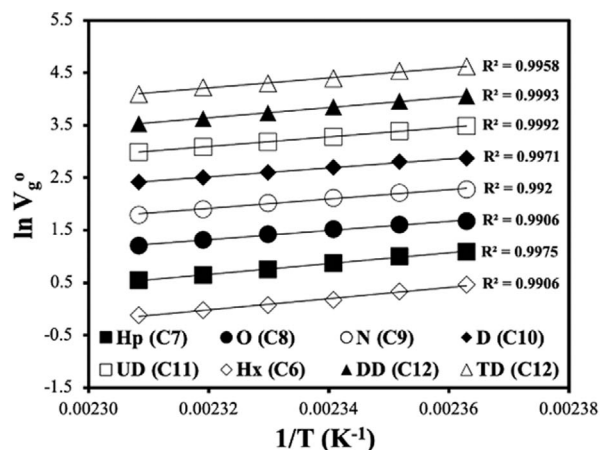 5.5
4.5
3.5
2.5
1.5
0.5
-0.5
-1.5
ln Vg°
R² = 0.9958
R² = 0.9993
R² = 0.9992
R² = 0.9971
R² = 0.992
R² = 0.9906
R² = 0.9975
R² = 0.9906
Hp (C7) O (C8) N (C9) D (C10)
UD (C11) Hx (C6) DD (C12) TD (C12)
0.00230 0.00232 0.00234 0.00236 0.00238
1/T (K⁻¹)